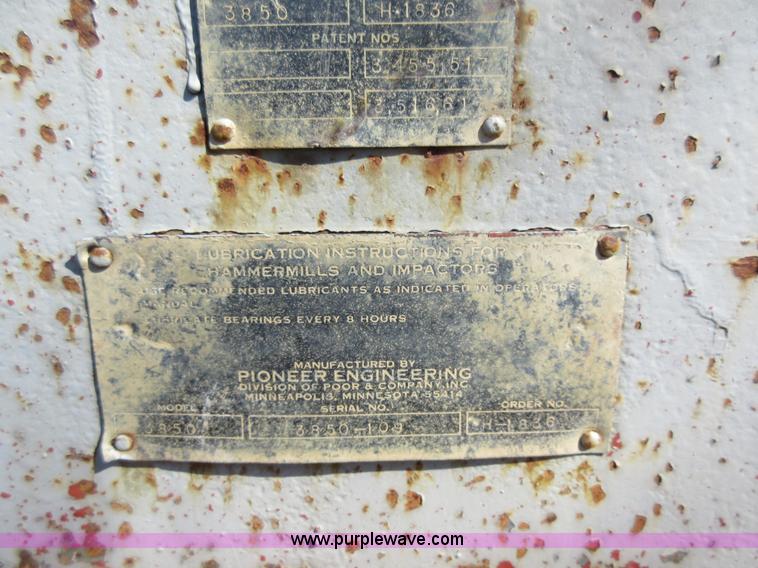 3850 H-1836
PATENT NOS
3,455,517
LUBRICATION INSTRUCTIONS FOR
HAMMERMILLS AND IMPACTORS
USE RECOMMENDED LUBRICANTS AS INDICATED IN OPERATORS
MANUAL
LUBRICATE BEARINGS EVERY 8 HOURS
MANUFACTURED BY
PIONEER ENGINEERING
DIVISION OF POOR & COMPANY, INC.
MINNEAPOLIS, MINNESOTA 55414
MODEL SERIAL NO. ORDER NO.
3850 3850-109 H-1836
www.purplewave.com